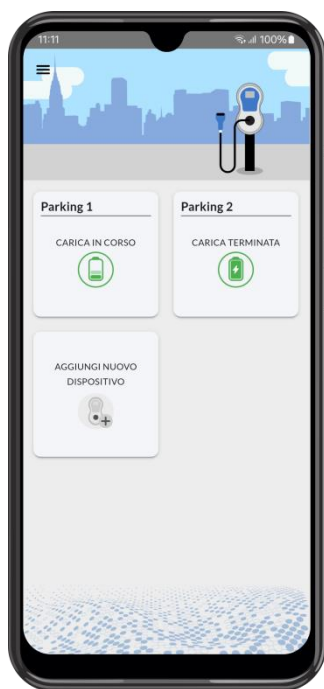 11:11
100%
Parking 1
CARICA IN CORSO
Parking 2
CARICA TERMINATA
AGGIUNGI NUOVO
DISPOSITIVO